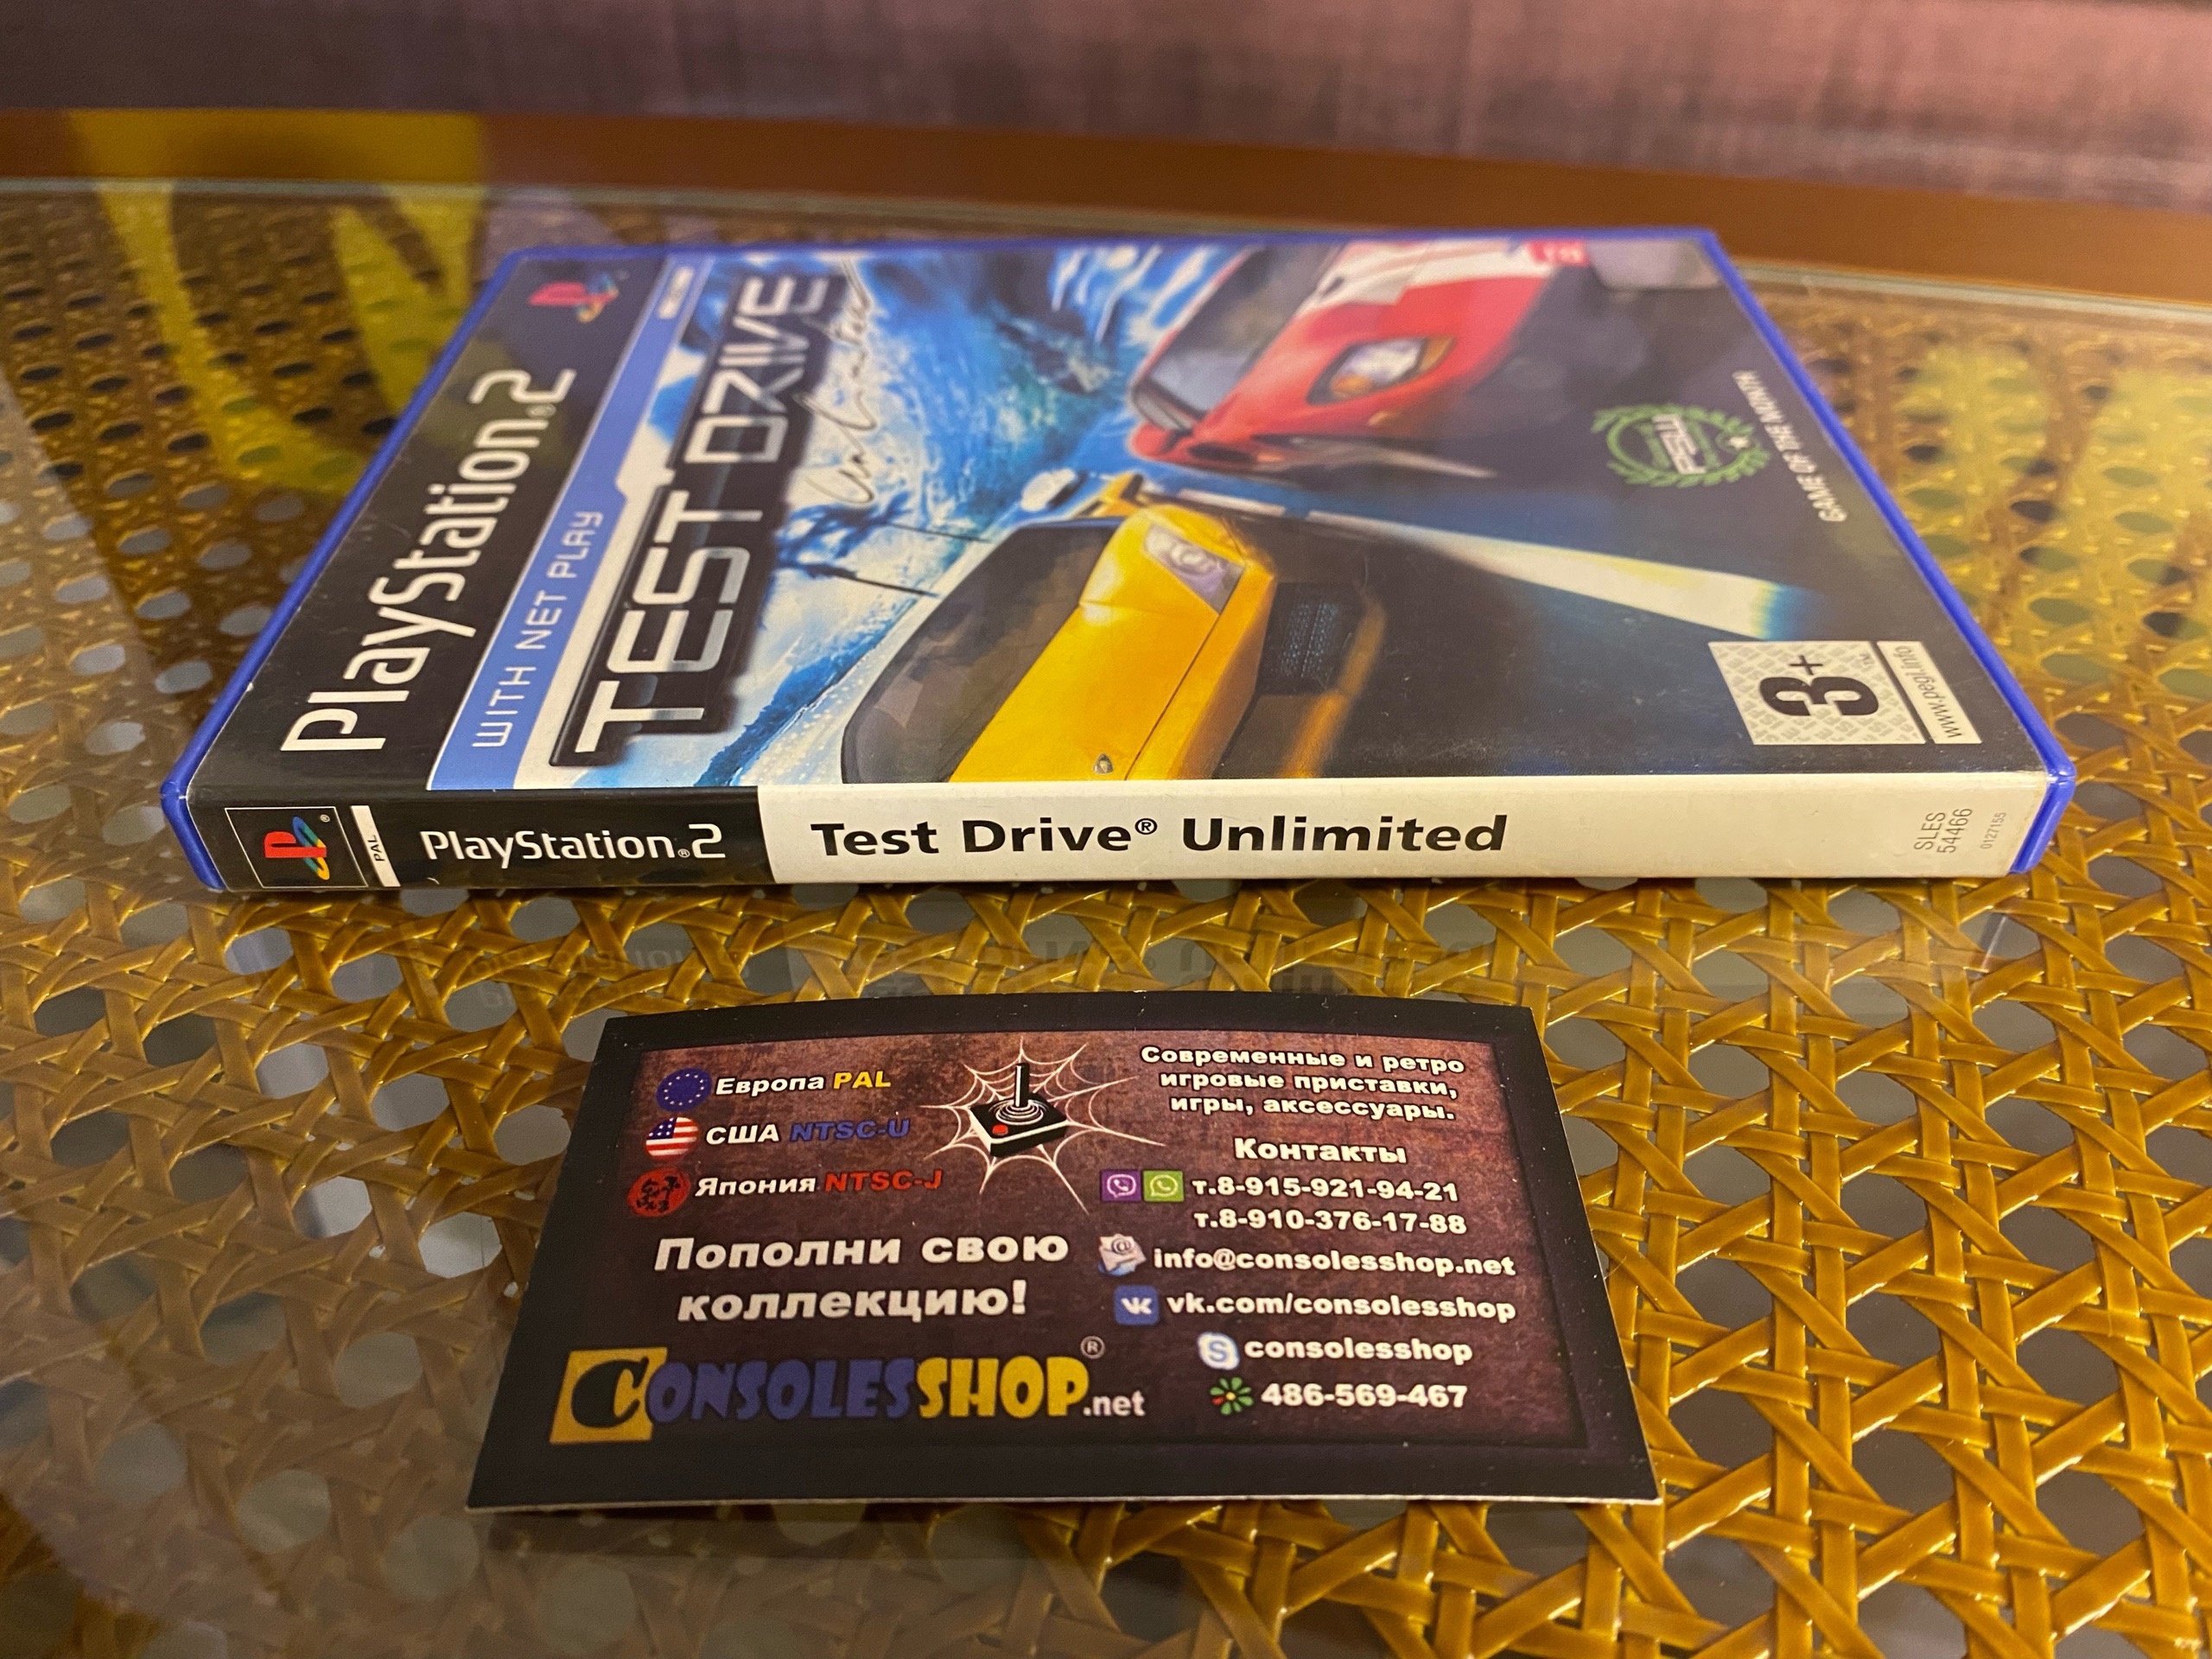 PlayStation®2
WITH NET PLAY
TEST DRIVE
Unlimited
PSW
GAME OF THE MONTH
3+
™
www.pegi.info
®
PAL
PlayStation®2
Test Drive® Unlimited
SLES
54466
0127155
Европа PAL
США NTSC-U
Япония NTSC-J
Пополни свою
коллекцию!
CONSOLESSHOP.net
®
Современные и ретро
игровые приставки,
игры, аксессуары.
Контакты
т.8-915-921-94-21
т.8-910-376-17-88
info@consolesshop.net
vk.com/consolesshop
consolesshop
486-569-467